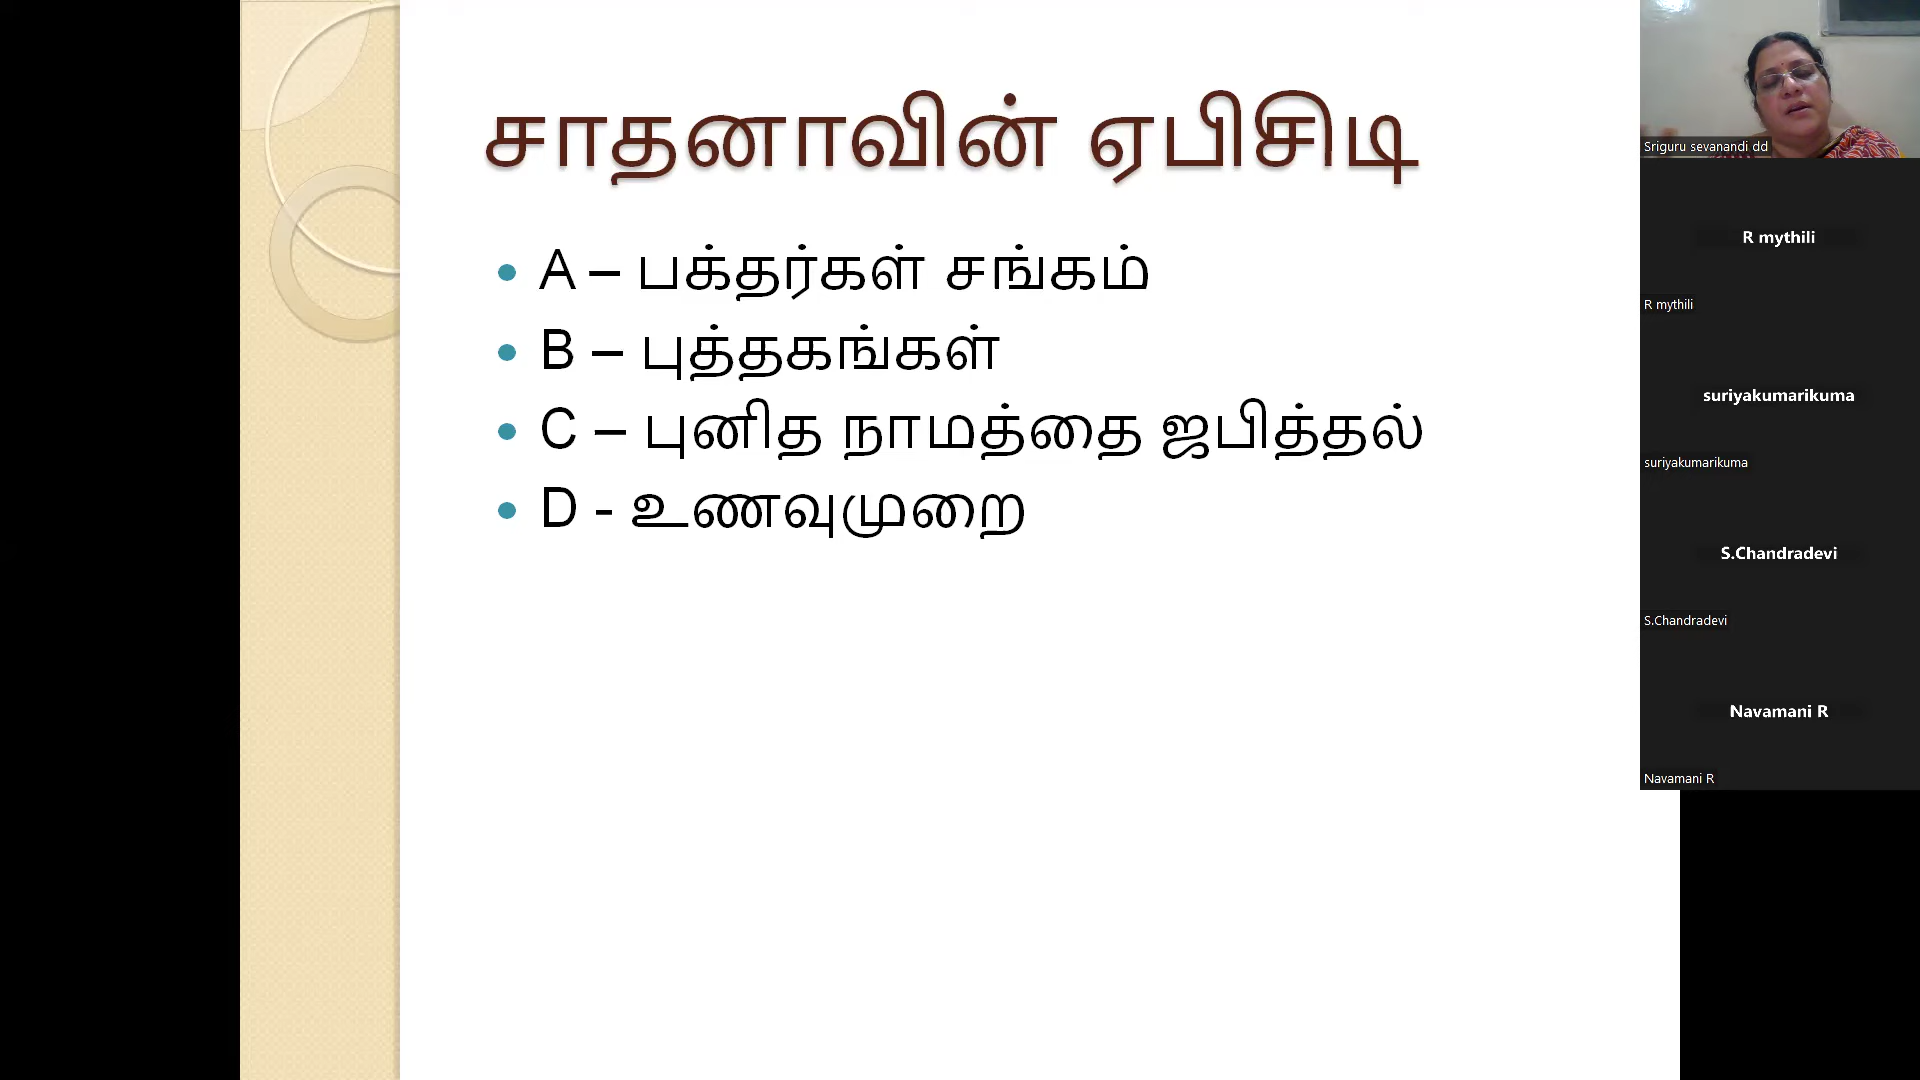 சாதனாவின் ஏபிசிடி
• A – பக்தர்கள் சங்கம்
• B – புத்தகங்கள்
• C – புனித நாமத்தை ஜபித்தல்
• D - உணவுமுறை
Sriguru sevanandi dd
R mythili
R mythili
suriyakumarikuma
suriyakumarikuma
S.Chandradevi
S.Chandradevi
Navamani R
Navamani R